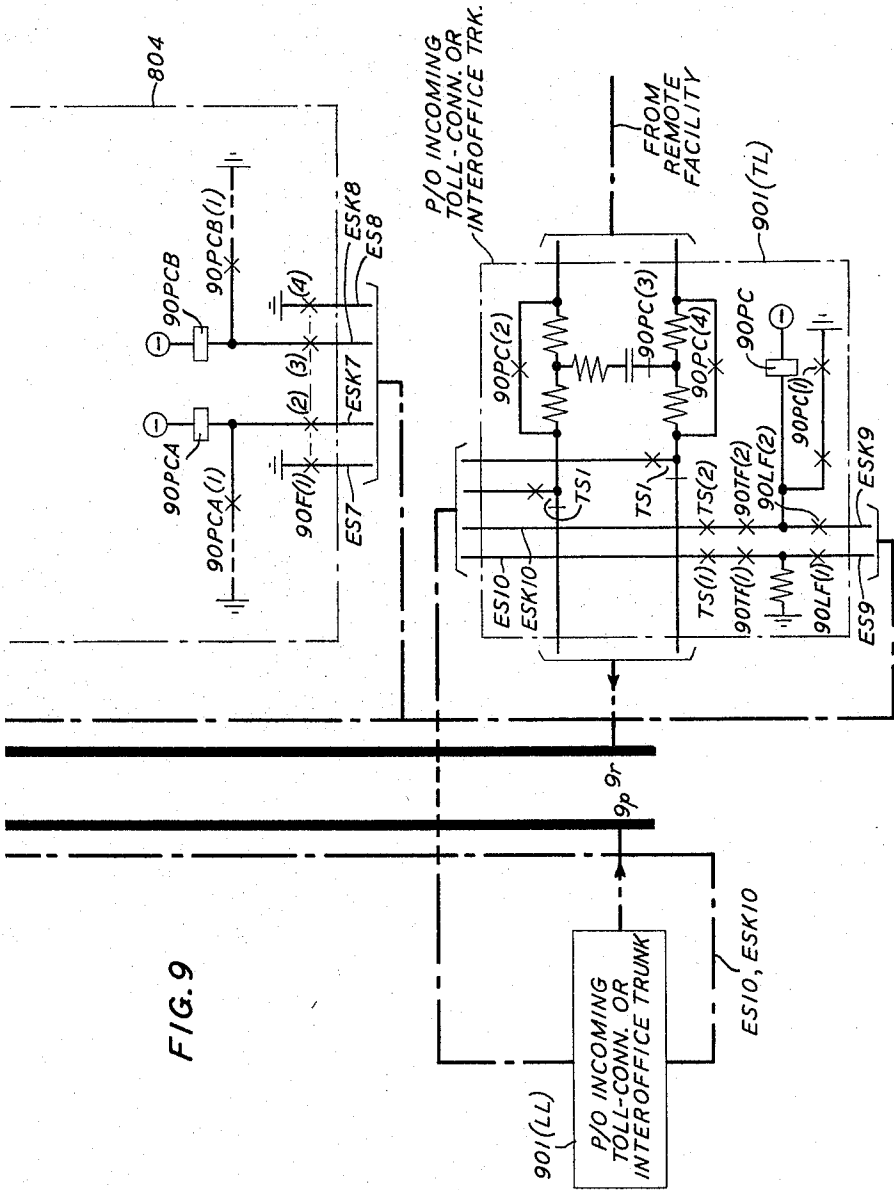 804
90PCB
90PCB(1)
(4)
ESK8
ES8
(3)
ESK7
(2)
90PCA
90PCA(1)
90F(1)
ES7
P/O INCOMING
TOLL-CONN. OR
INTEROFFICE TRK.
FROM
REMOTE
FACILITY
901(TL)
90PC(2)
90PC(3)
90PC(4)
90PC
90PC(1)
TS1
TS1
ES10
ESK10
TS(1)
TS(2)
90TF(1)
90TF(2)
90LF(1)
90LF(2)
ESK9
ES9
9r
9p
FIG. 9
901(LL)
P/O INCOMING
TOLL-CONN. OR
INTEROFFICE TRUNK
ES10, ESK10